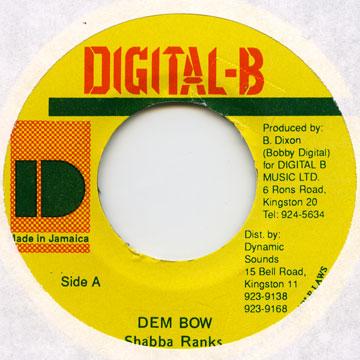 DIGITAL-B
Produced by:
B. Dixon
(Bobby Digital)
for DIGITAL B
MUSIC LTD.
6 Rons Road,
Kingston 20
Tel: 924-5634
D
Made in Jamaica
Dist. by:
Dynamic
Sounds
15 Bell Road,
Kingston 11
923-9138
923-9168
LAWS
Side A
DEM BOW
Shabba Ranks